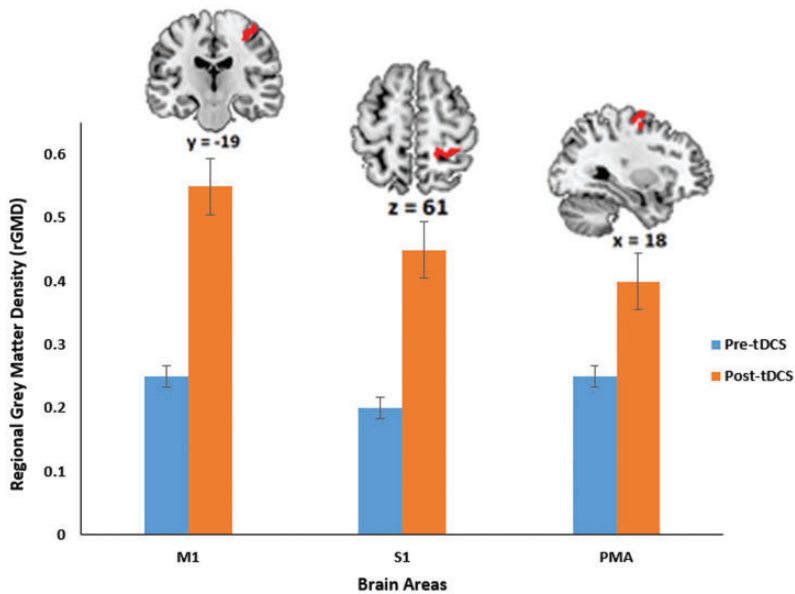 y = -19
z = 61
x = 18
Regional Grey Matter Density (rGMD)
0.6
0.5
0.4
0.3
0.2
0.1
0
M1
S1
PMA
Brain Areas
Pre-tDCS
Post-tDCS